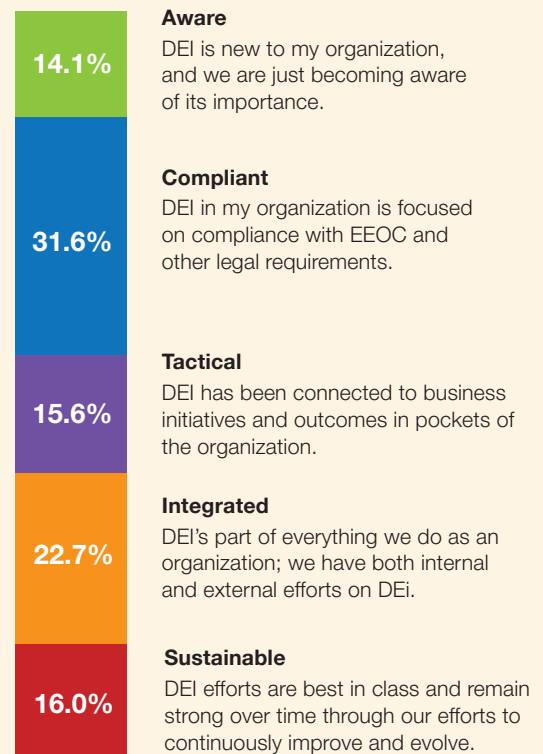 14.1%
Aware
DEI is new to my organization,
and we are just becoming aware
of its importance.
31.6%
Compliant
DEI in my organization is focused
on compliance with EEOC and
other legal requirements.
15.6%
Tactical
DEI has been connected to business
initiatives and outcomes in pockets of
the organization.
22.7%
Integrated
DEI’s part of everything we do as an
organization; we have both internal
and external efforts on DEi.
16.0%
Sustainable
DEI efforts are best in class and remain
strong over time through our efforts to
continuously improve and evolve.